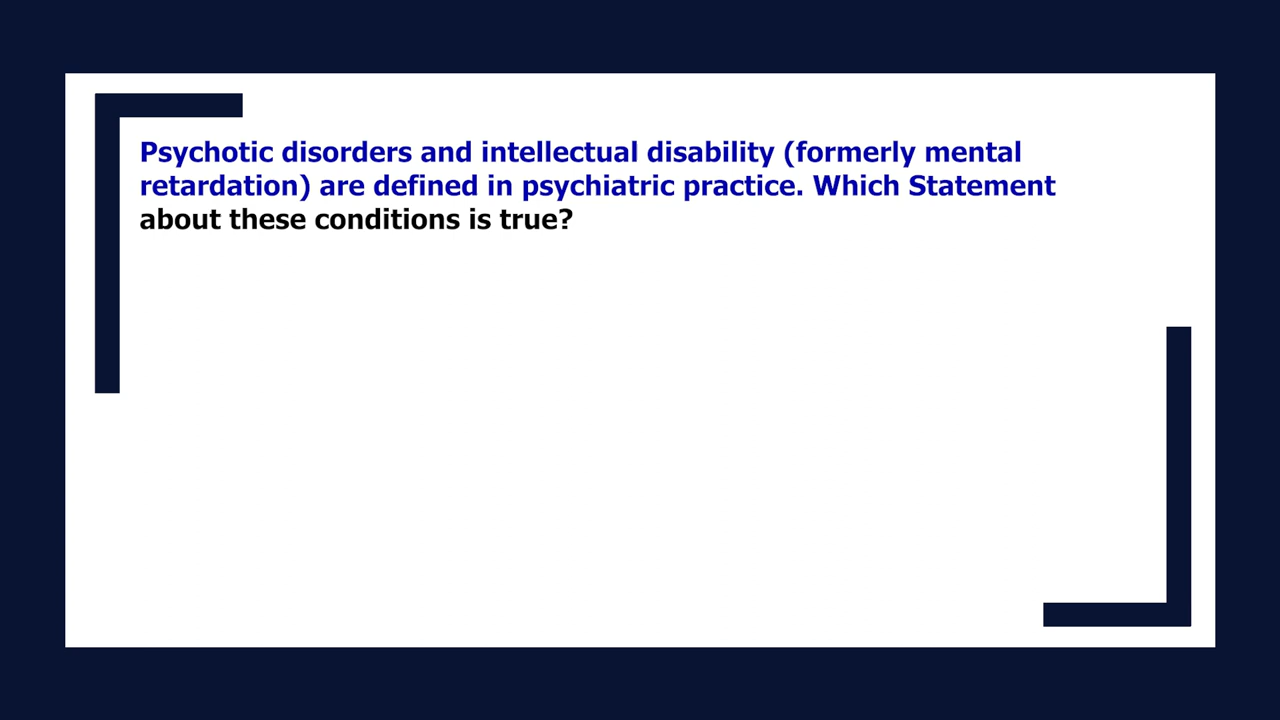 Psychotic disorders and intellectual disability (formerly mental
retardation) are defined in psychiatric practice. Which Statement
about these conditions is true?